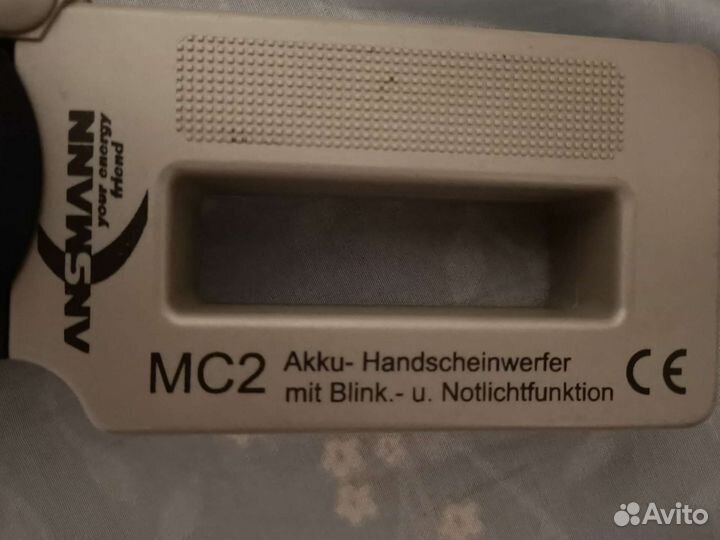 ANSMANN
your energy
friend
MC2
Akku- Handscheinwerfer
mit Blink.- u. Notlichtfunktion
CE
Avito